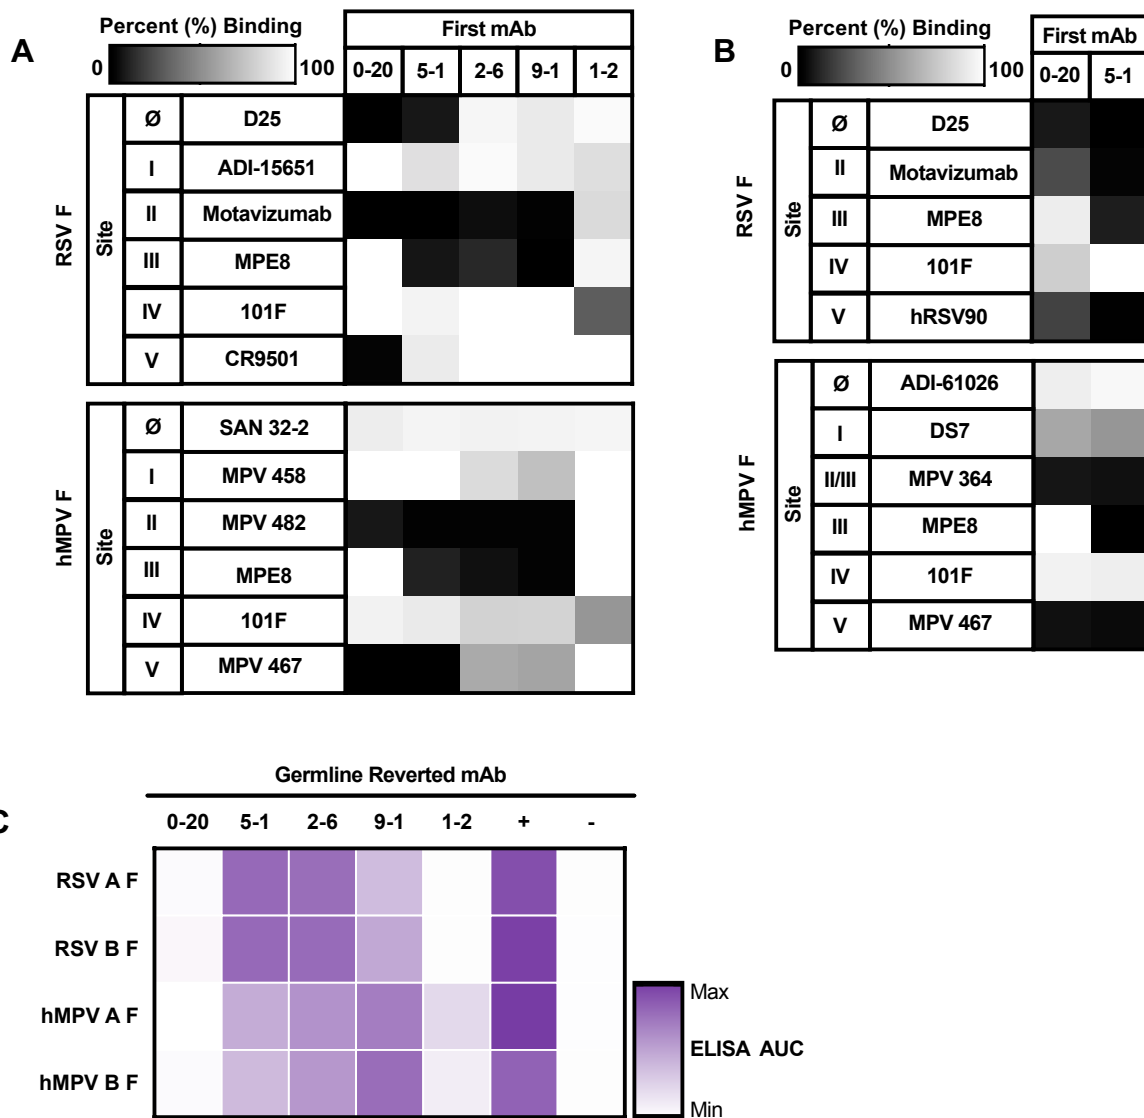 A
Percent (%) Binding
0
100
First mAb
0-20 5-1 2-6 9-1 1-2
RSV F
Site
Ø D25
I ADI-15651
II Motavizumab
III MPE8
IV 101F
V CR9501
hMPV F
Site
Ø SAN 32-2
I MPV 458
II MPV 482
III MPE8
IV 101F
V MPV 467
B
Percent (%) Binding
0
100
First mAb
0-20 5-1
RSV F
Site
Ø D25
II Motavizumab
III MPE8
IV 101F
V hRSV90
hMPV F
Site
Ø ADI-61026
I DS7
II/III MPV 364
III MPE8
IV 101F
V MPV 467
C
Germline Reverted mAb
0-20 5-1 2-6 9-1 1-2 + -
RSV A F
RSV B F
hMPV A F
hMPV B F
Max
ELISA AUC
Min